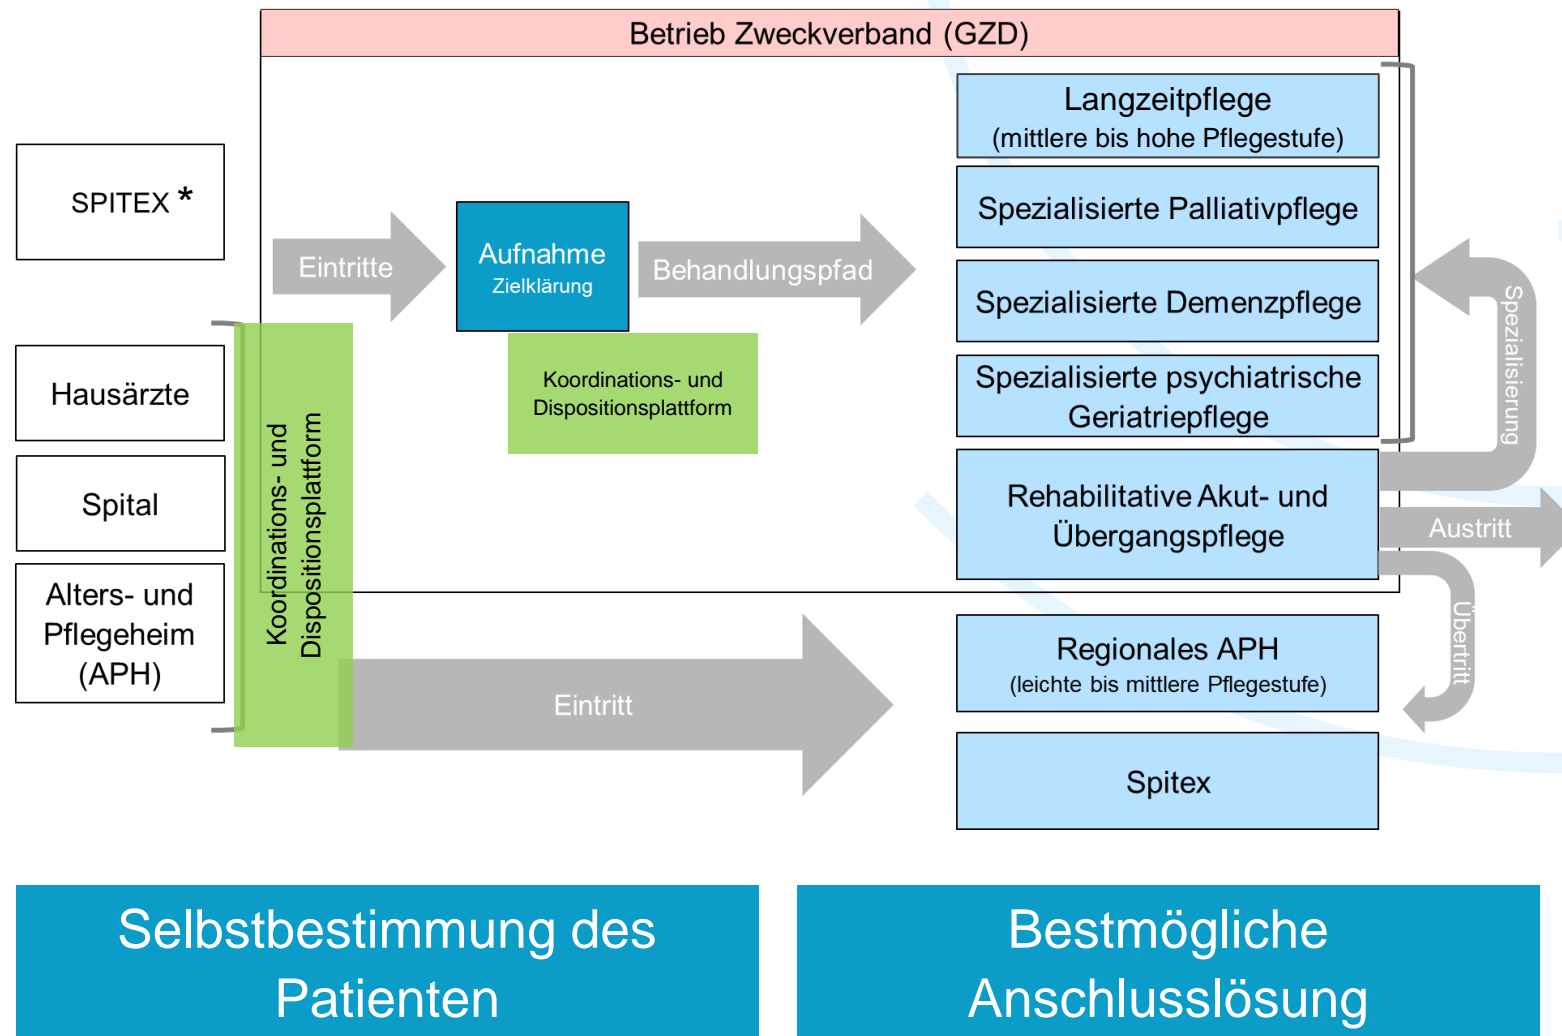 Betrieb Zweckverband (GZD)
SPITEX *
Hausärzte
Spital
Alters- und
Pflegeheim
(APH)
Koordinations- und
Dispositionsplattform
Eintritte
Aufnahme
Zielklärung
Koordinations- und
Dispositionsplattform
Behandlungspfad
Langzeitpflege
(mittlere bis hohe Pflegestufe)
Spezialisierte Palliativpflege
Spezialisierte Demenzpflege
Spezialisierte psychiatrische
Geriatriepflege
Rehabilitative Akut- und
Übergangspflege
Spezialisierung
Austritt
Übertritt
Eintritt
Regionales APH
(leichte bis mittlere Pflegestufe)
Spitex
Selbstbestimmung des
Patienten
Bestmögliche
Anschlusslösung